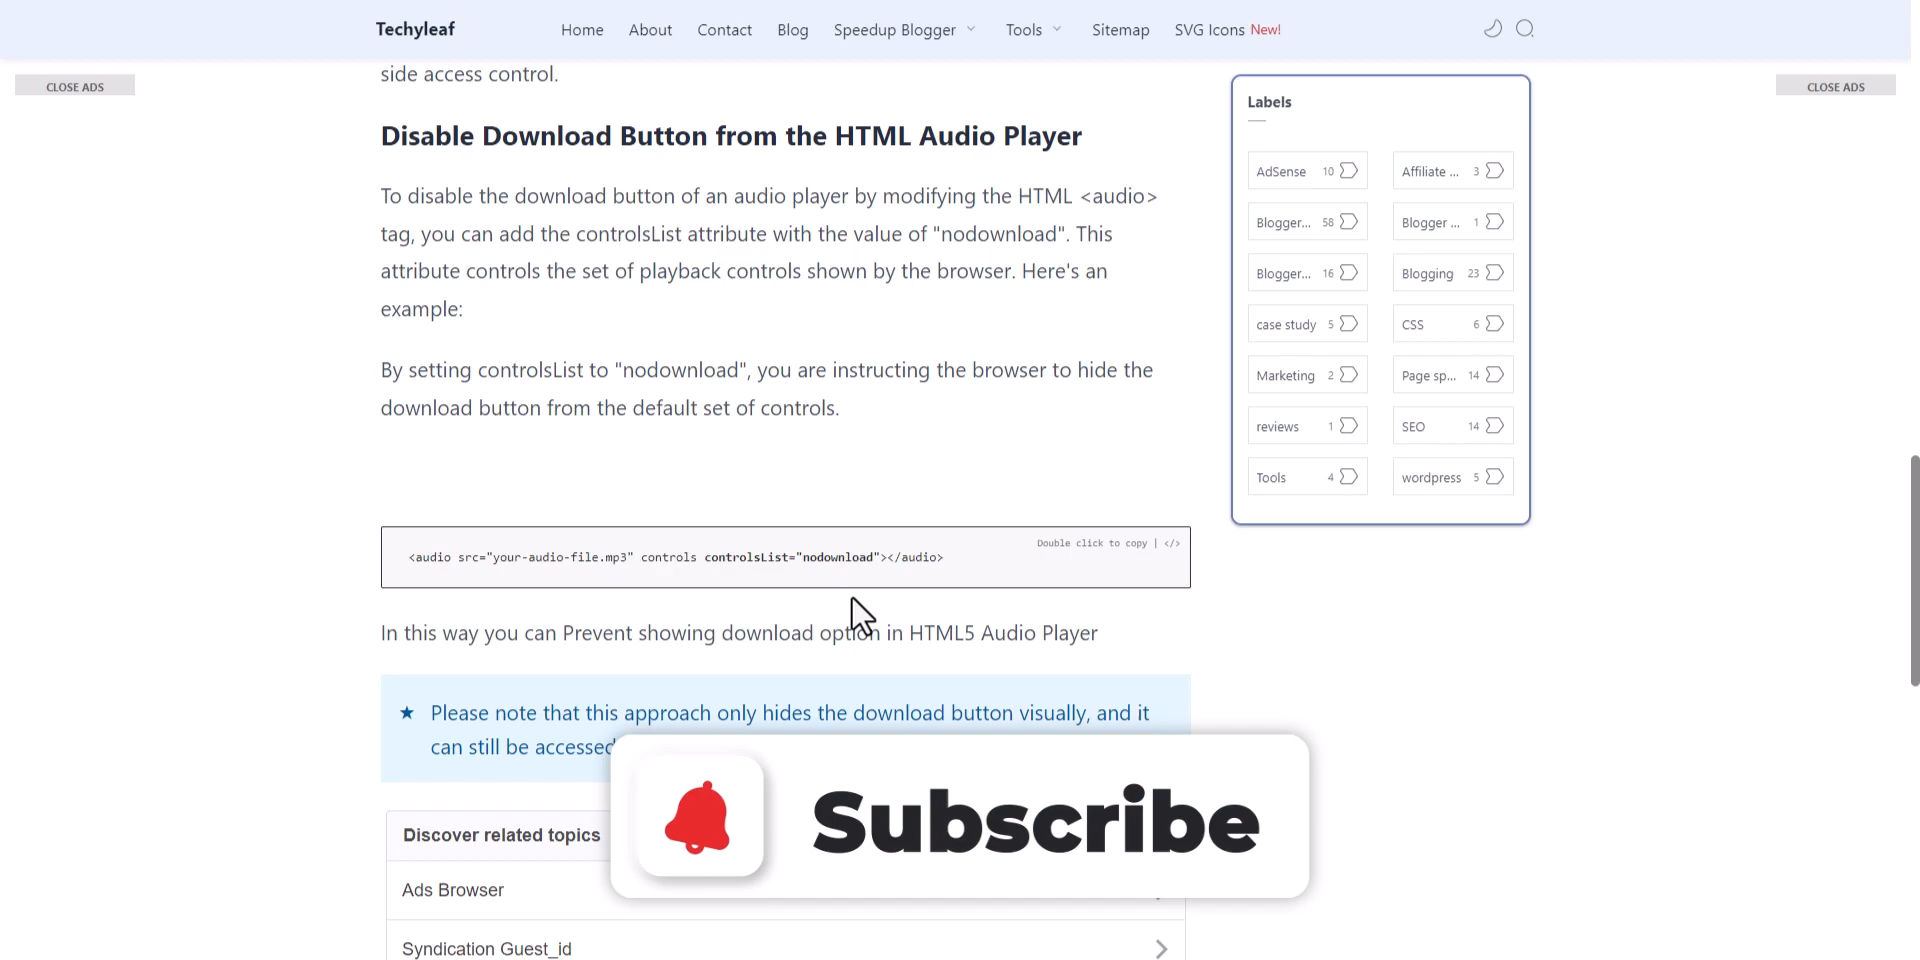 Techyleaf
Home
About
Contact
Blog
Speedup Blogger
Tools
Sitemap
SVG Icons New!
CLOSE ADS
CLOSE ADS
side access control.
Disable Download Button from the HTML Audio Player
To disable the download button of an audio player by modifying the HTML <audio>
tag, you can add the controlsList attribute with the value of "nodownload". This
attribute controls the set of playback controls shown by the browser. Here's an
example:
By setting controlsList to "nodownload", you are instructing the browser to hide the
download button from the default set of controls.
Double click to copy | </>
<audio src="your-audio-file.mp3" controls controlsList="nodownload"></audio>
In this way you can Prevent showing download option in HTML5 Audio Player
★ Please note that this approach only hides the download button visually, and it
can still be accessed
Discover related topics
Ads Browser
Syndication Guest_id
Subscribe
Labels
AdSense 10
Affiliate ... 3
Blogger... 58
Blogger ... 1
Blogger... 16
Blogging 23
case study 5
CSS 6
Marketing 2
Page sp... 14
reviews 1
SEO 14
Tools 4
wordpress 5